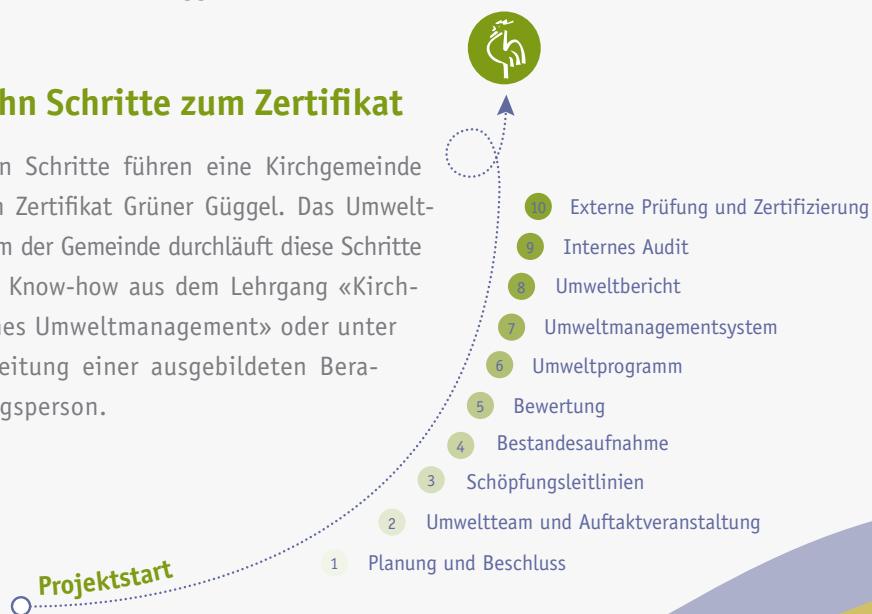 hn Schritte zum Zertifikat
n Schritte führen eine Kirchgemeinde
Zertifikat Grüner Güggel. Das Umwelt-
m der Gemeinde durchläuft diese Schritte
Know-how aus dem Lehrgang «Kirch-
es Umweltmanagement» oder unter
eitung einer ausgebildeten Bera-
gsperson.
10 Externe Prüfung und Zertifizierung
9 Internes Audit
8 Umweltbericht
7 Umweltmanagementsystem
6 Umweltprogramm
5 Bewertung
4 Bestandesaufnahme
3 Schöpfungsleitlinien
2 Umweltteam und Auftaktveranstaltung
1 Planung und Beschluss
Projektstart